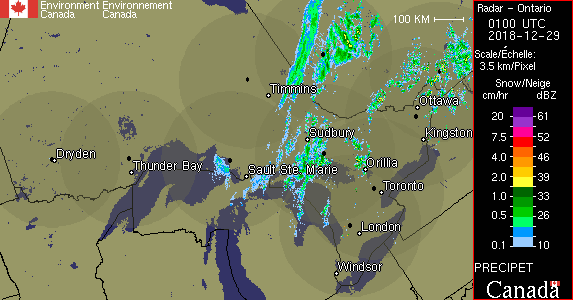 Environment Environnement
Canada Canada
100 KM
Timmins
Ottawa
Sudbury
Kingston
Dryden
Thunder Bay
Sault Ste. Marie
Orillia
Toronto
London
Windsor
Radar - Ontario
0100 UTC
2018-12-29
Scale/Échelle:
3.5 km/Pixel
Snow/Neige
cm/hr dBZ
20 61
7.5 52
4.0 46
2.0 39
1.0 33
0.5 26
0.1 10
PRECIPET
Canada